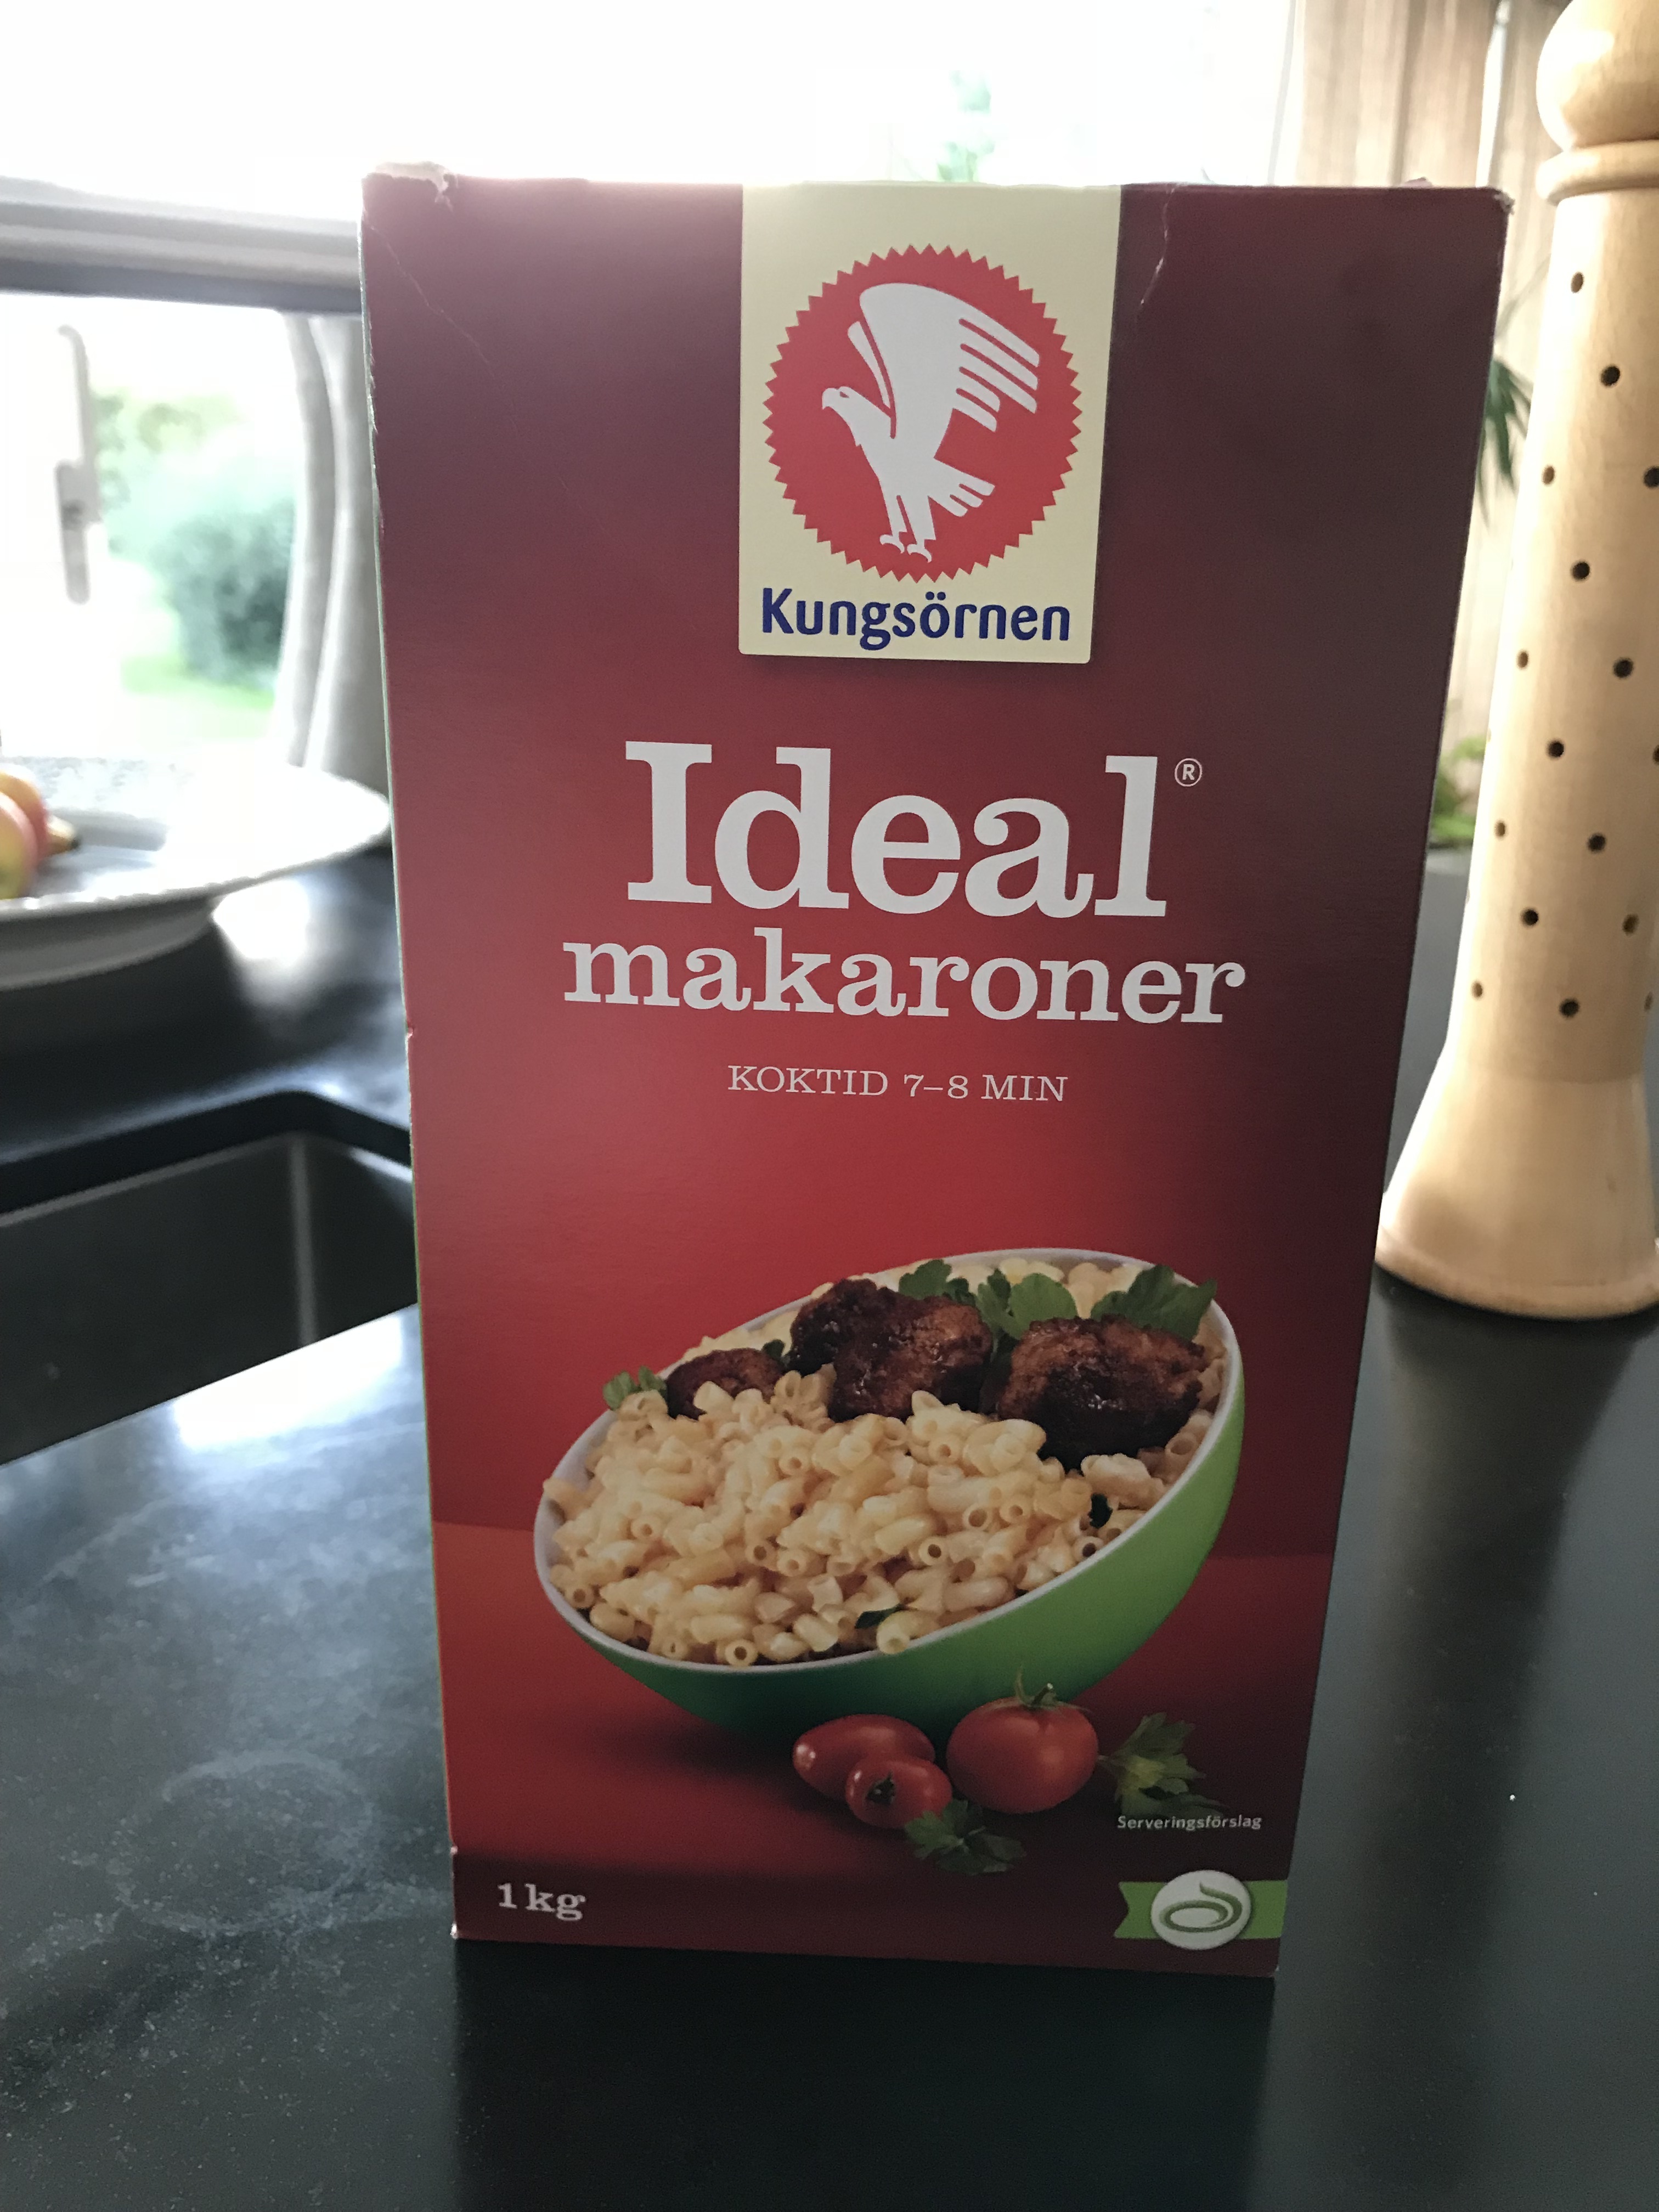 Kungsörnen
Ideal®
makaroner
KOKTID 7–8 MIN
Serveringsförslag
1 kg